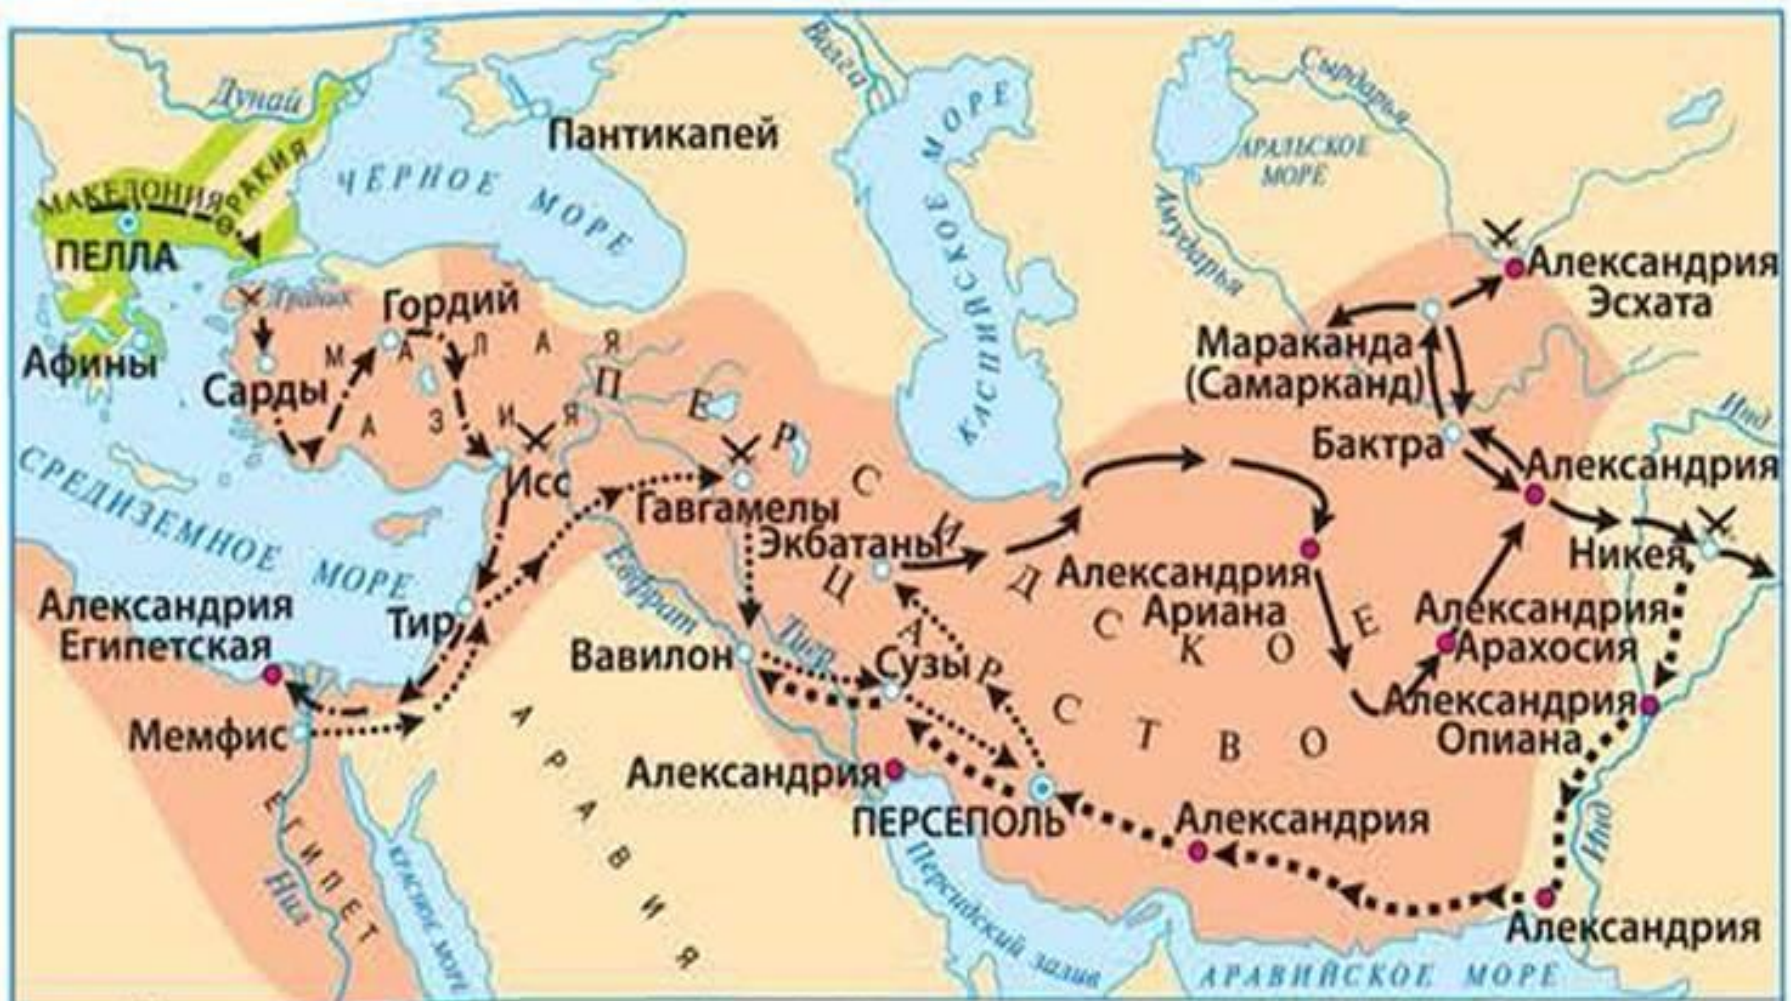 Волга
Сырдарья
Дунай
Пантикапей
КАСПИЙСКОЕ МОРЕ
АРАЛЬСКОЕ
МОРЕ
ЧЁРНОЕ МОРЕ
МАКЕДОНИЯ
ФРАКИЯ
ПЕЛЛА
Амударья
Александрия
Эсхата
Граник
Гордий
Афины
Сарды
МАЛАЯ
АЗИЯ
Мараканда
(Самарканд)
Бактра
Инд
Александрия
ПЕРСИДСКОЕ
ЦАРСТВО
Исс
Гавгамелы
Экбатаны
СРЕДИЗЕМНОЕ МОРЕ
Никея
Александрия
Ариана
Александрия
Арахосия
Александрия
Египетская
Тир
Евфрат
Тигр
Вавилон
Сузы
Александрия
Опиана
Мемфис
АРАВИЯ
Александрия
ПЕРСЕПОЛЬ
Александрия
Инд
ЕГИПЕТ
Нил
КРАСНОЕ МОРЕ
Персидский залив
Александрия
АРАВИЙСКОЕ МОРЕ